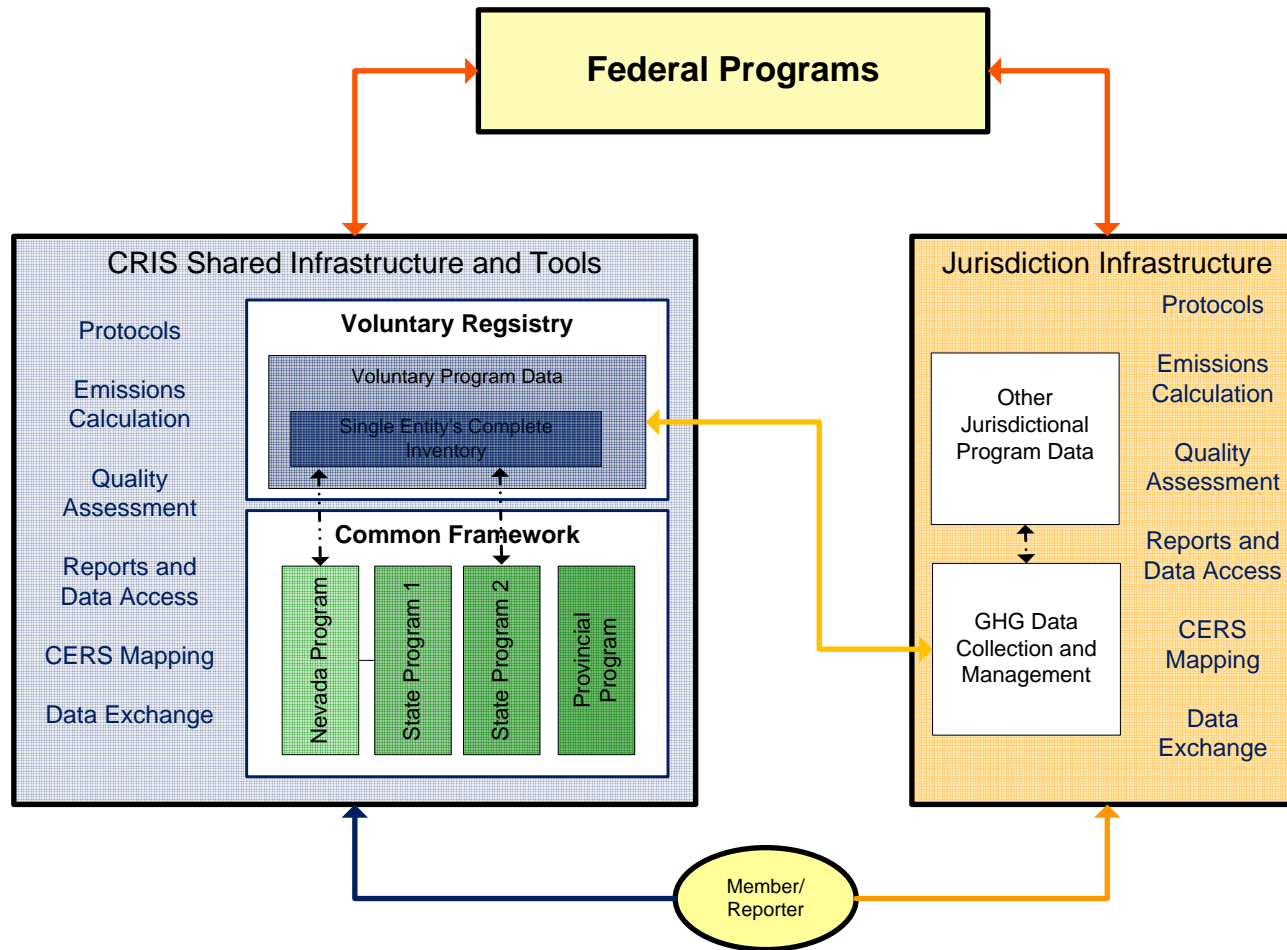 Federal Programs
CRIS Shared Infrastructure and Tools
Protocols
Emissions
Calculation
Quality
Assessment
Reports and
Data Access
CERS Mapping
Data Exchange
Voluntary Regsistry
Voluntary Program Data
Single Entity's Complete
Inventory
Common Framework
Nevada Program
State Program 1
State Program 2
Provincial
Program
Jurisdiction Infrastructure
Other
Jurisdictional
Program Data
GHG Data
Collection and
Management
Protocols
Emissions
Calculation
Quality
Assessment
Reports and
Data Access
CERS
Mapping
Data
Exchange
Member/
Reporter